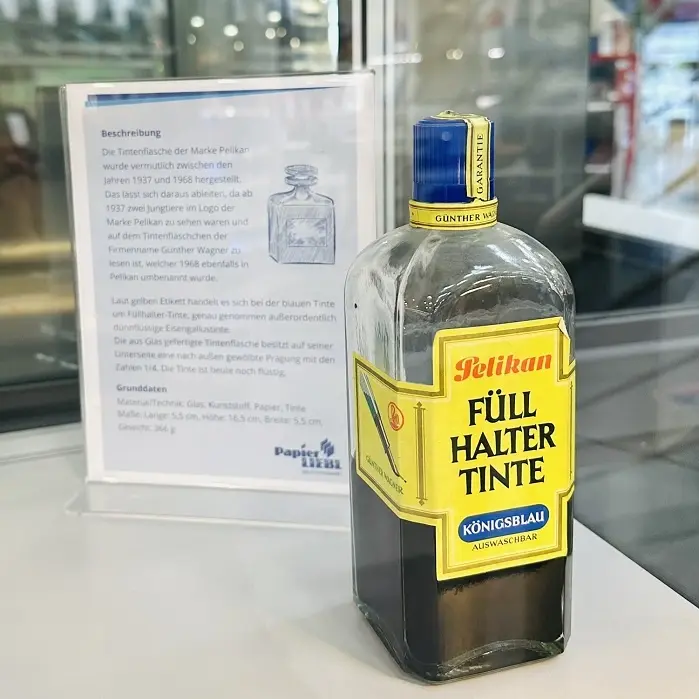 Beschreibung
Die Tintenflasche der Marke Pelikan
wurde vermutlich zwischen den
Jahren 1937 und 1968 hergestellt.
Das lässt sich daraus ableiten, da ab
1937 zwei Jungtiere im Logo der
Marke Pelikan zu sehen waren und
auf dem Tintenfläschchen der
Firmenname Günther Wagner zu
lesen ist, welcher 1968 ebenfalls in
Pelikan umbenannt wurde.
Laut gelben Etikett handelt es sich bei der blauen Tinte
um Füllhalter-Tinte, genau genommen außerordentlich
dünnflüssige Eisengallustinte.
Die aus Glas gefertigte Tintenflasche besitzt auf seiner
Unterseite eine nach außen gewölbte Prägung mit den
Zahlen 1/4. Die Tinte ist heute noch flüssig.
Grunddaten
Material/Technik: Glas, Kunststoff, Papier, Tinte
Maße: Länge: 5,5 cm, Höhe: 16,5 cm, Breite: 5,5 cm,
Gewicht: 366 g
Papier
LIEBL
GARANTIE
GÜNTHER WAG
Pelikan
FÜLL
HALTER
TINTE
KÖNIGSBLAU
AUSWASCHBAR
GÜNTHER WAGNER